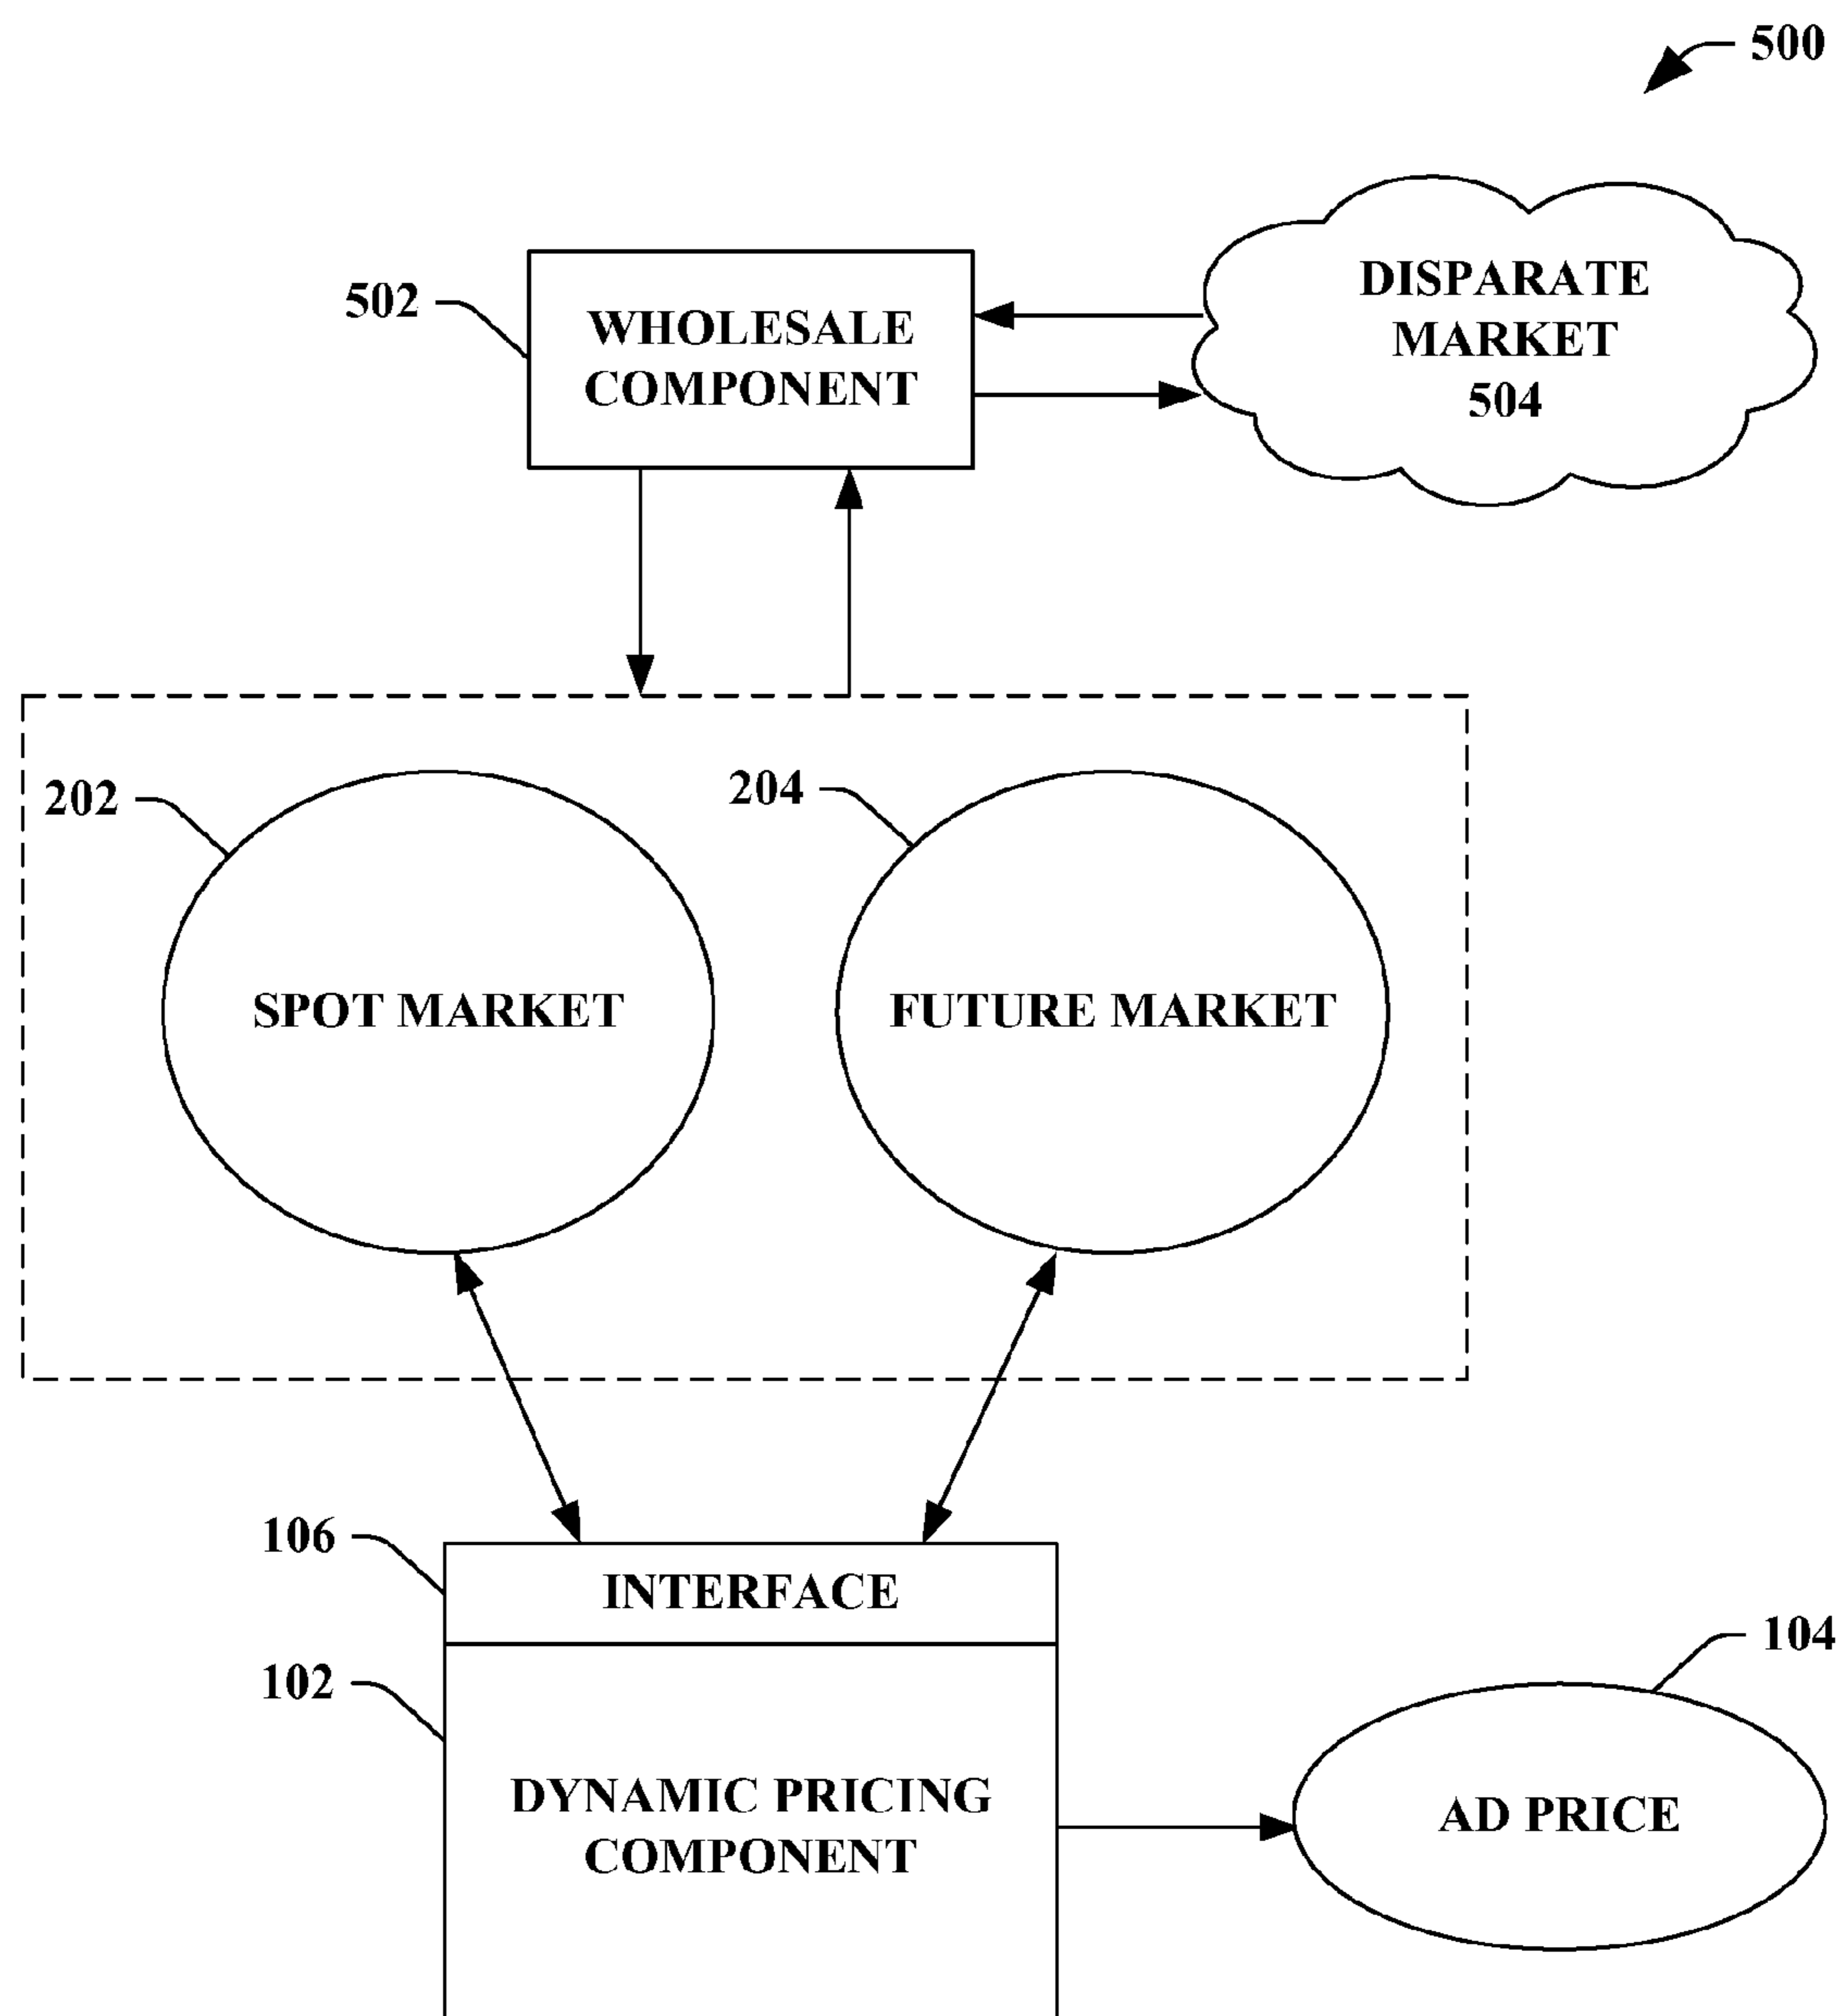 500
DISPARATE
MARKET
504
502
WHOLESALE
COMPONENT
202
204
SPOT MARKET
FUTURE MARKET
106
INTERFACE
104
102
DYNAMIC PRICING
COMPONENT
AD PRICE